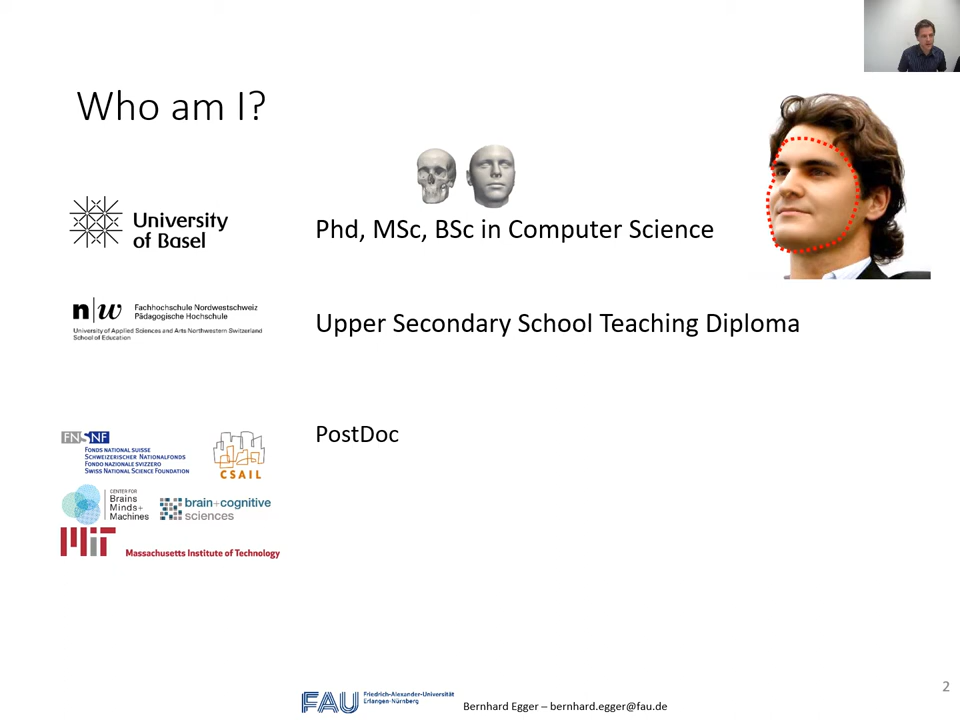 Who am I?
University
of Basel
Phd, MSc, BSc in Computer Science
n|w
Fachhochschule Nordwestschweiz
Pädagogische Hochschule
University of Applied Sciences and Arts Northwestern Switzerland
School of Education
Upper Secondary School Teaching Diploma
FNSNF
FONDS NATIONAL SUISSE
SCHWEIZERISCHER NATIONALFONDS
FONDO NAZIONALE SVIZZERO
SWISS NATIONAL SCIENCE FOUNDATION
CSAIL
PostDoc
CENTER FOR
Brains
Minds+
Machines
brain+cognitive
sciences
MIT
Massachusetts Institute of Technology
FAU
Friedrich-Alexander-Universität
Erlangen-Nürnberg
Bernhard Egger – bernhard.egger@fau.de
2